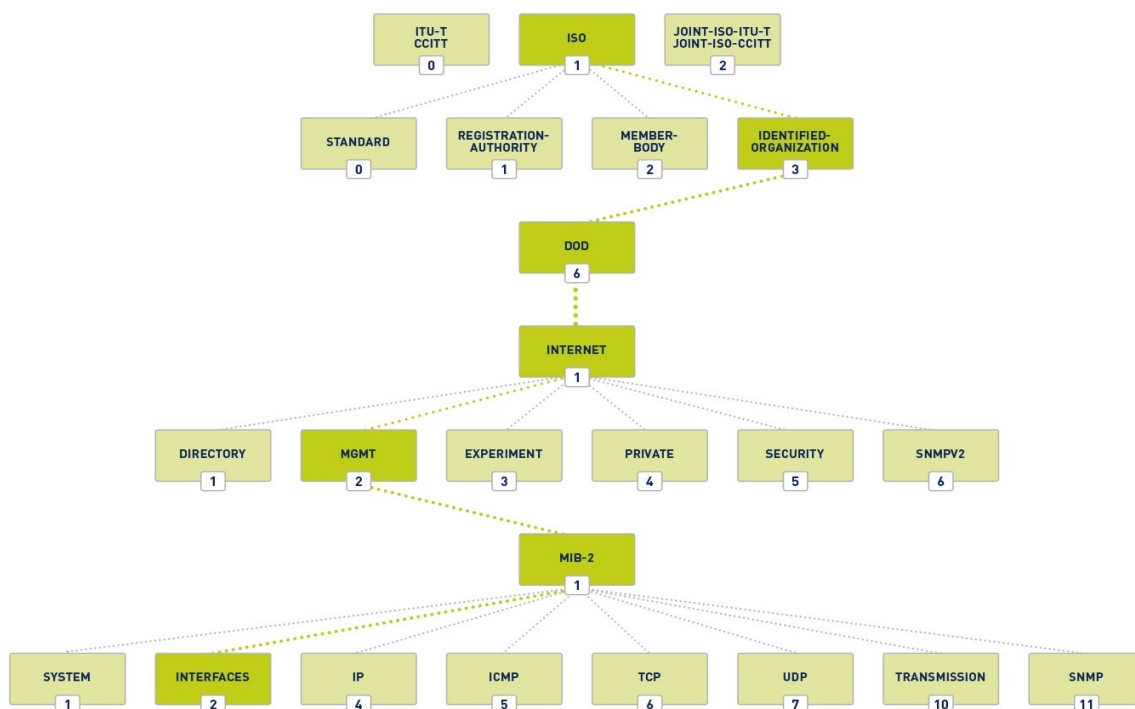 ITU-T
CCITT
0
ISO
1
JOINT-ISO-ITU-T
JOINT-ISO-CCITT
2
STANDARD
0
REGISTRATION-
AUTHORITY
1
MEMBER-
BODY
2
IDENTIFIED-
ORGANIZATION
3
DOD
6
INTERNET
1
DIRECTORY
1
MGMT
2
EXPERIMENT
3
PRIVATE
4
SECURITY
5
SNMPV2
6
MIB-2
1
SYSTEM
1
INTERFACES
2
IP
4
ICMP
5
TCP
6
UDP
7
TRANSMISSION
10
SNMP
11